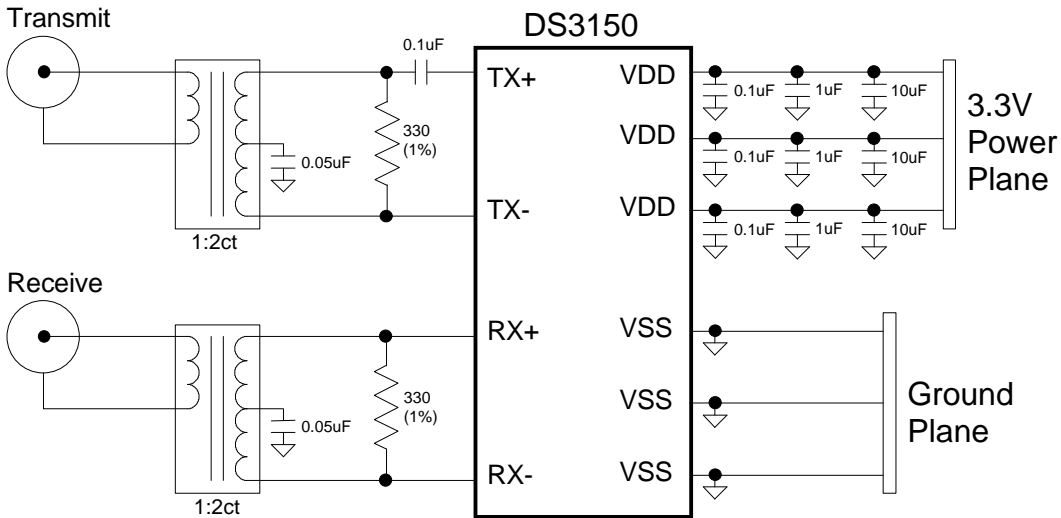 Transmit
DS3150
0.1uF
TX+
VDD
0.1uF
1uF
10uF
3.3V
Power
Plane
330
(1%)
VDD
0.05uF
0.1uF
1uF
10uF
TX-
VDD
0.1uF
1uF
10uF
1:2ct
Receive
RX+
VSS
330
(1%)
VSS
Ground
Plane
0.05uF
RX-
VSS
1:2ct